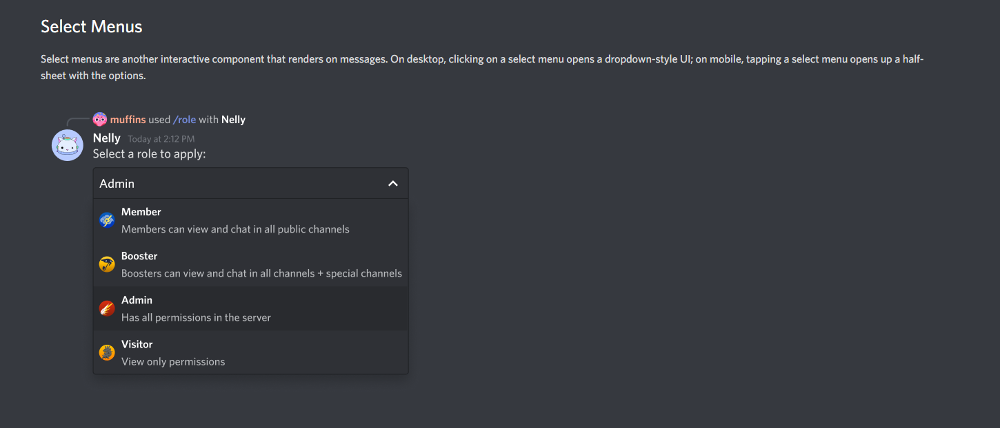 Select Menus
Select menus are another interactive component that renders on messages. On desktop, clicking on a select menu opens a dropdown-style UI; on mobile, tapping a select menu opens up a half-
sheet with the options.
muffins used /role with Nelly
Nelly Today at 2:12 PM
Select a role to apply:
Admin
Member
Members can view and chat in all public channels
Booster
Boosters can view and chat in all channels + special channels
Admin
Has all permissions in the server
Visitor
View only permissions